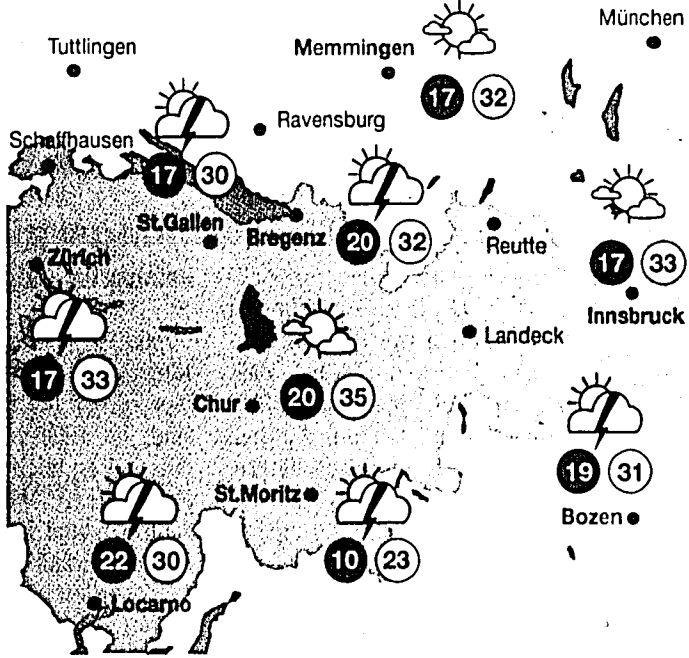 München
Tuttlingen
Memmingen
17 32
Ravensburg
Schaffhausen
17 30
St.Gallen
Bregenz
20 32
Reutte
Zürich
17 33
Innsbruck
Landeck
17 33
Chur
20 35
19 31
St.Moritz
Bozen
22 30
10 23
Locarno